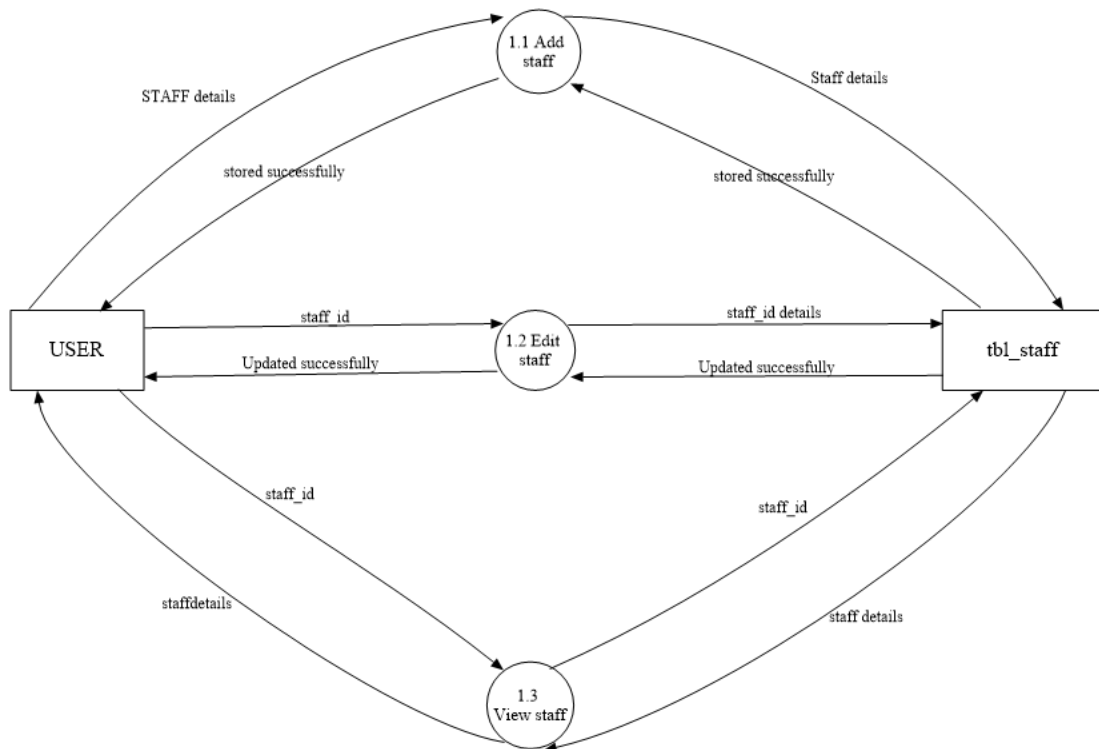 1.1 Add
staff
STAFF details
Staff details
stored successfully
stored successfully
USER
staff_id
1.2 Edit
staff
staff_id details
tbl_staff
Updated successfully
Updated successfully
staff_id
staff_id
staffdetails
staff details
1.3
View staff